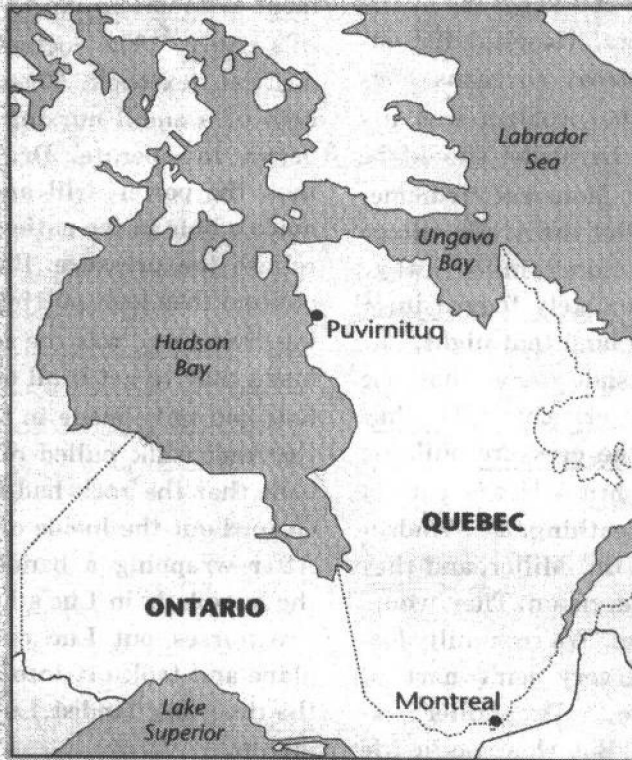 Labrador
Sea
Ungava
Bay
Puvirnituq
Hudson
Bay
QUEBEC
ONTARIO
Montreal
Lake
Superior